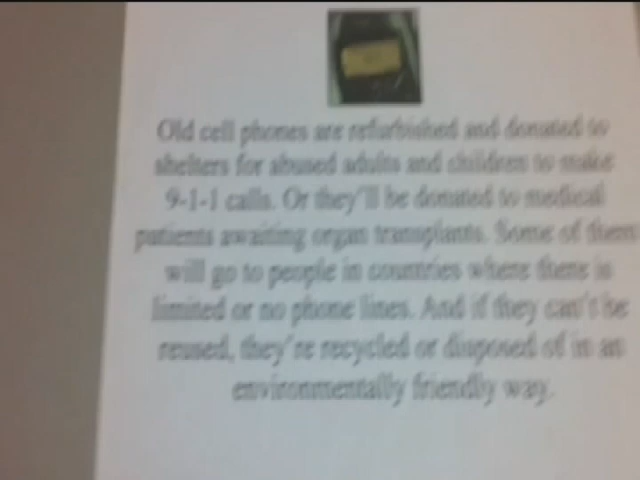 Old cell phones are refurbished and donated to
shelters for abused adults and children to make
9-1-1 calls. Or they'll be donated to medical
patients awaiting organ transplants. Some of them
will go to people in countries where there is
limited or no phone lines. And if they can't be
reused, they're recycled or disposed of in an
environmentally friendly way.